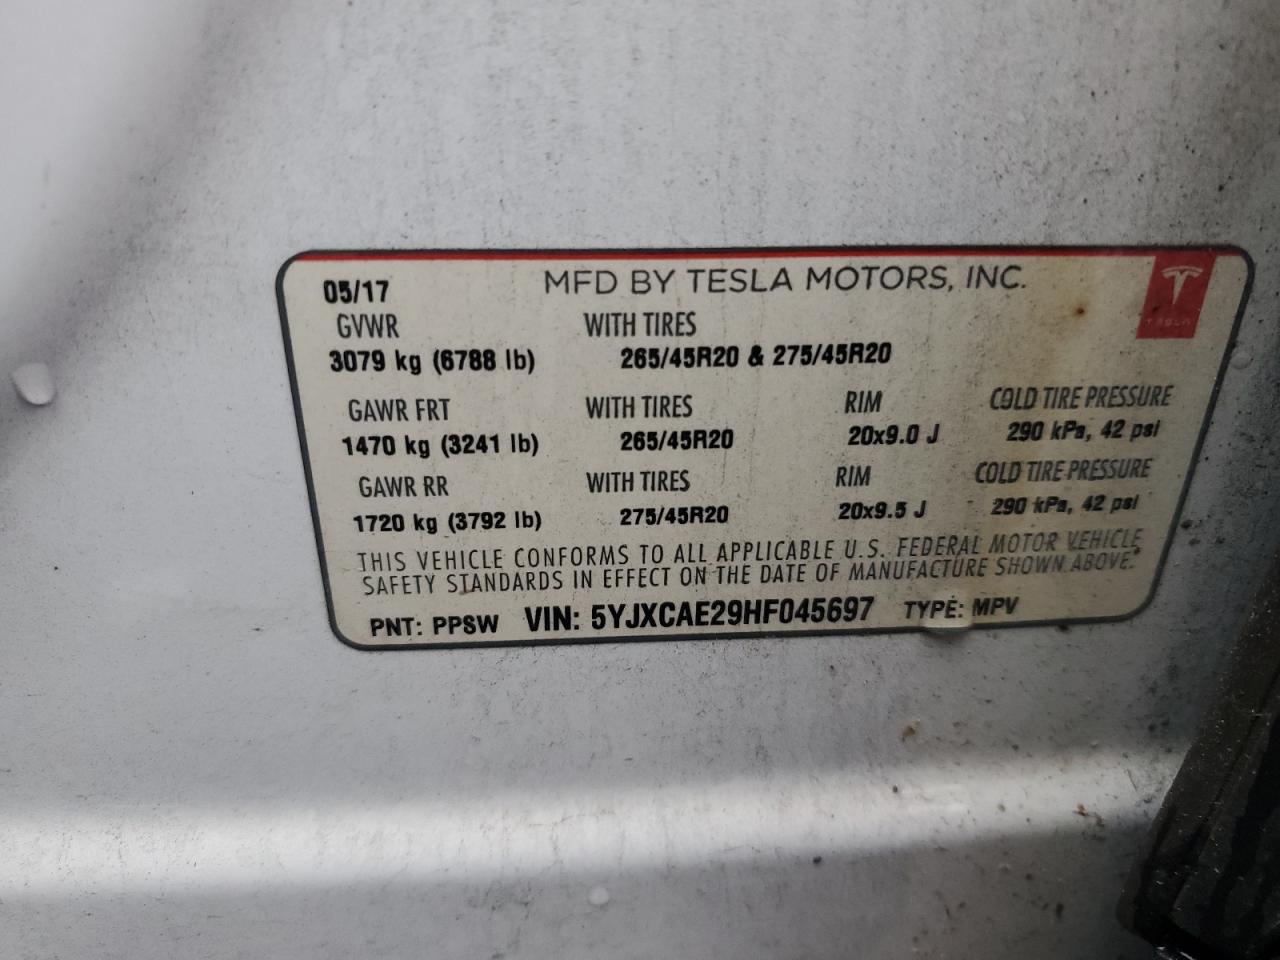 05/17 MFD BY TESLA MOTORS, INC.
TESLA
GVWR WITH TIRES
3079 kg (6788 lb) 265/45R20 & 275/45R20
GAWR FRT WITH TIRES RIM COLD TIRE PRESSURE
1470 kg (3241 lb) 265/45R20 20x9.0 J 290 kPa, 42 psi
GAWR RR WITH TIRES RIM COLD TIRE PRESSURE
1720 kg (3792 lb) 275/45R20 20x9.5 J 290 kPa, 42 psi
THIS VEHICLE CONFORMS TO ALL APPLICABLE U.S. FEDERAL MOTOR VEHICLE
SAFETY STANDARDS IN EFFECT ON THE DATE OF MANUFACTURE SHOWN ABOVE.
PNT: PPSW VIN: 5YJXCAE29HF045697 TYPE: MPV